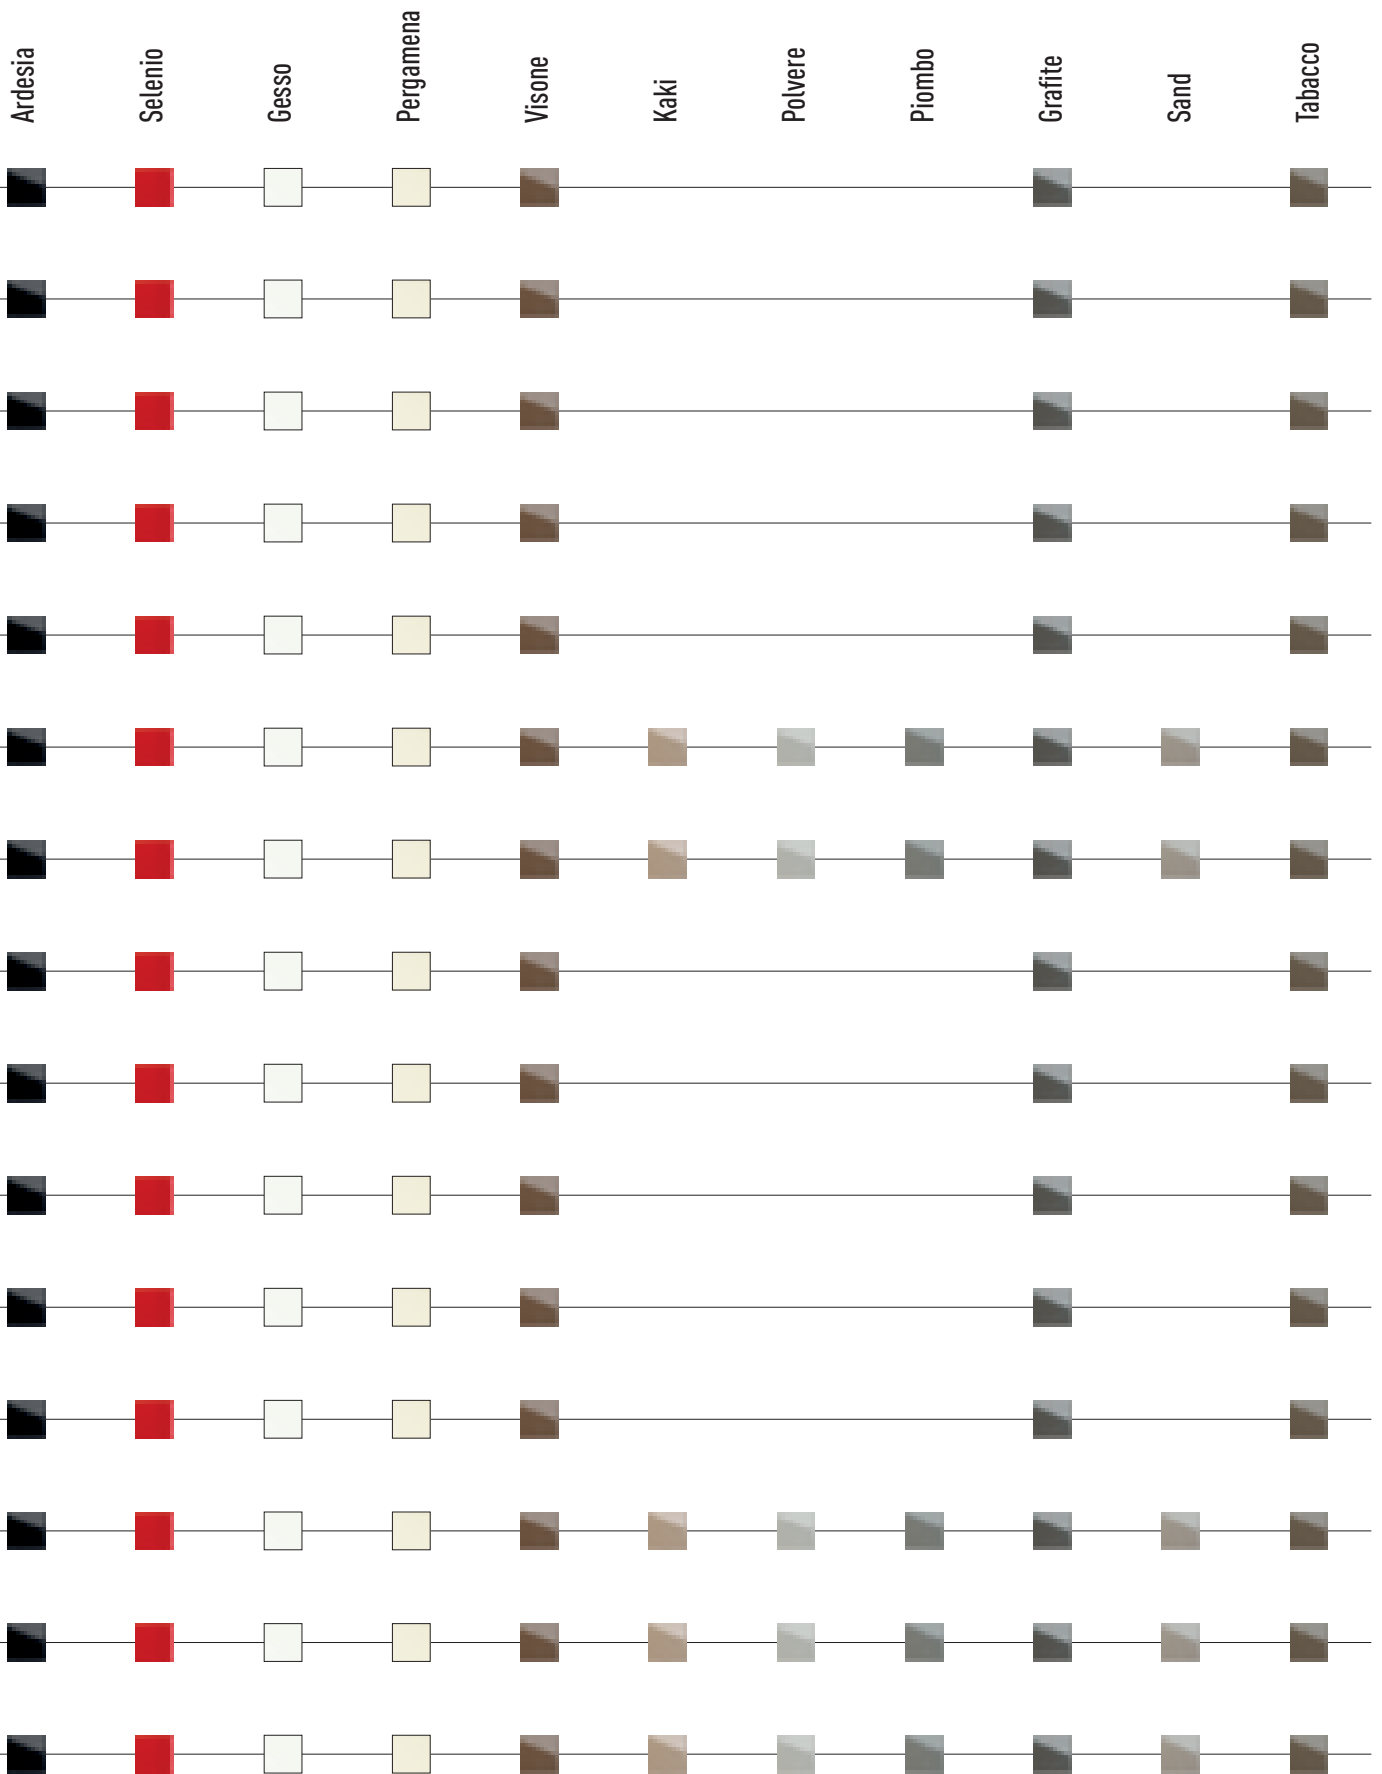 Ardesia
Selenio
Gesso
Pergamena
Visone
Kaki
Polvere
Piombo
Grafite
Sand
Tabacco